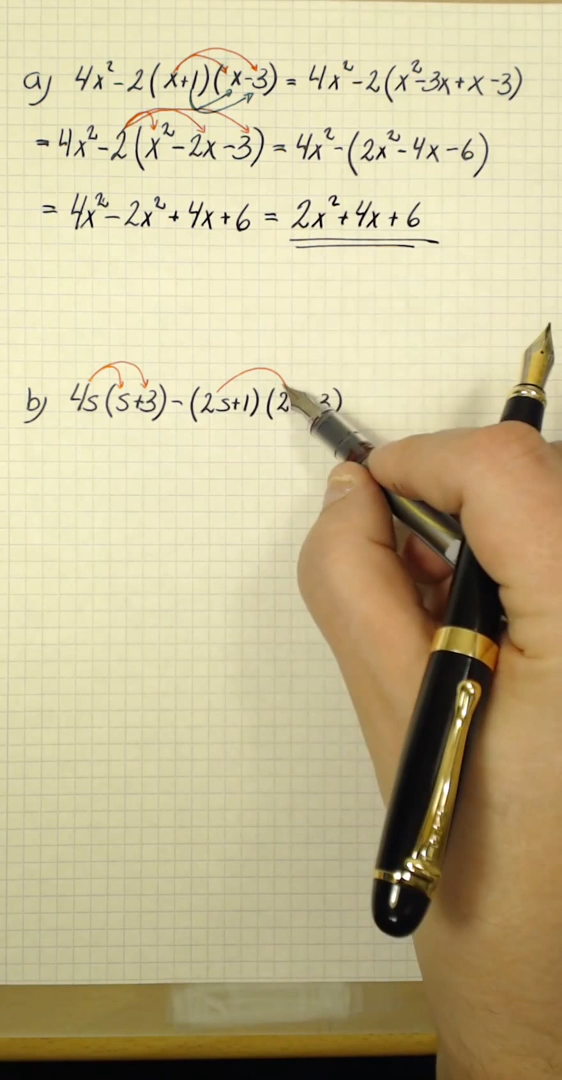 a) 4x² - 2(x+1)(x-3) = 4x² - 2(x² - 3x + x - 3)
= 4x² - 2(x² - 2x - 3) = 4x² - (2x² - 4x - 6)
= 4x² - 2x² + 4x + 6 = 2x² + 4x + 6
b) 4s(s+3) - (2s+1)(2 3)